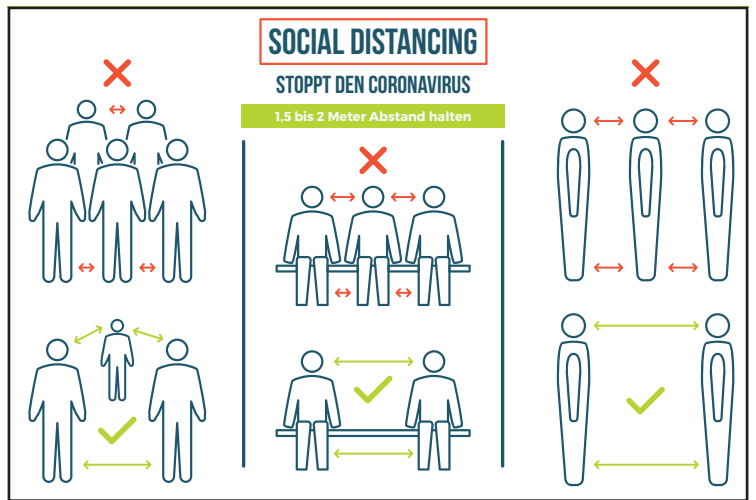 SOCIAL DISTANCING
STOPPT DEN CORONAVIRUS
1,5 bis 2 Meter Abstand halten